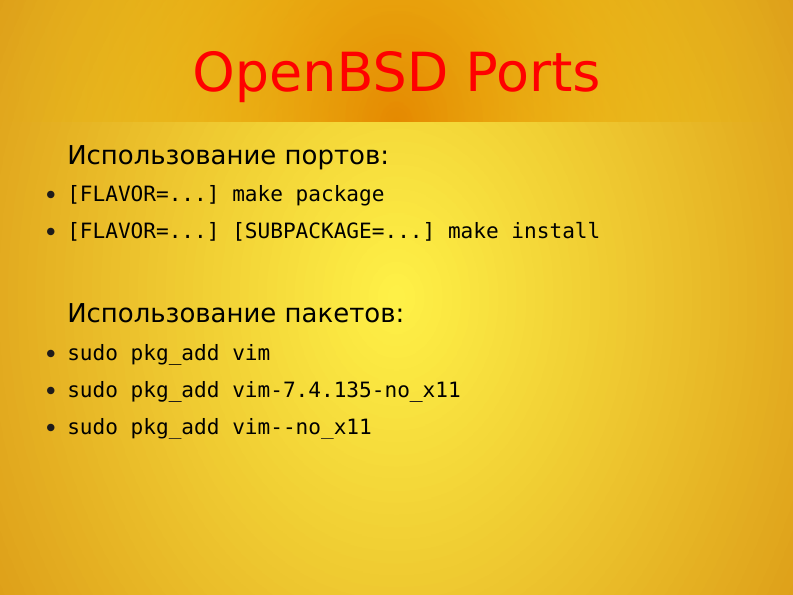 OpenBSD Ports
Использование портов:
• [FLAVOR=...] make package
• [FLAVOR=...] [SUBPACKAGE=...] make install
Использование пакетов:
• sudo pkg_add vim
• sudo pkg_add vim-7.4.135-no_x11
• sudo pkg_add vim--no_x11